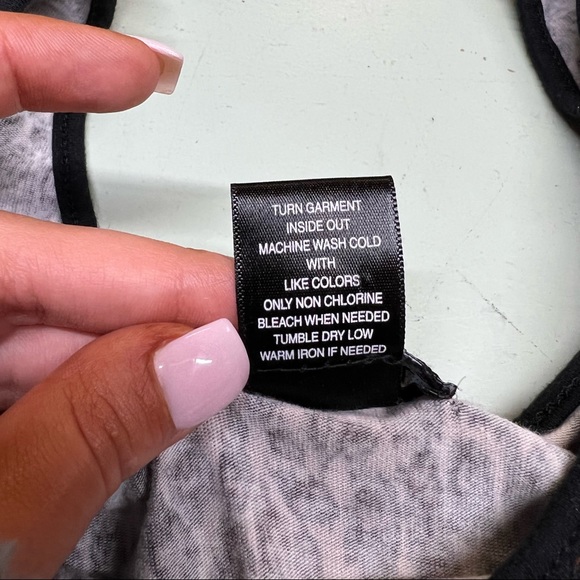 TURN GARMENT
INSIDE OUT
MACHINE WASH COLD
WITH
LIKE COLORS
ONLY NON CHLORINE
BLEACH WHEN NEEDED
TUMBLE DRY LOW
WARM IRON IF NEEDED